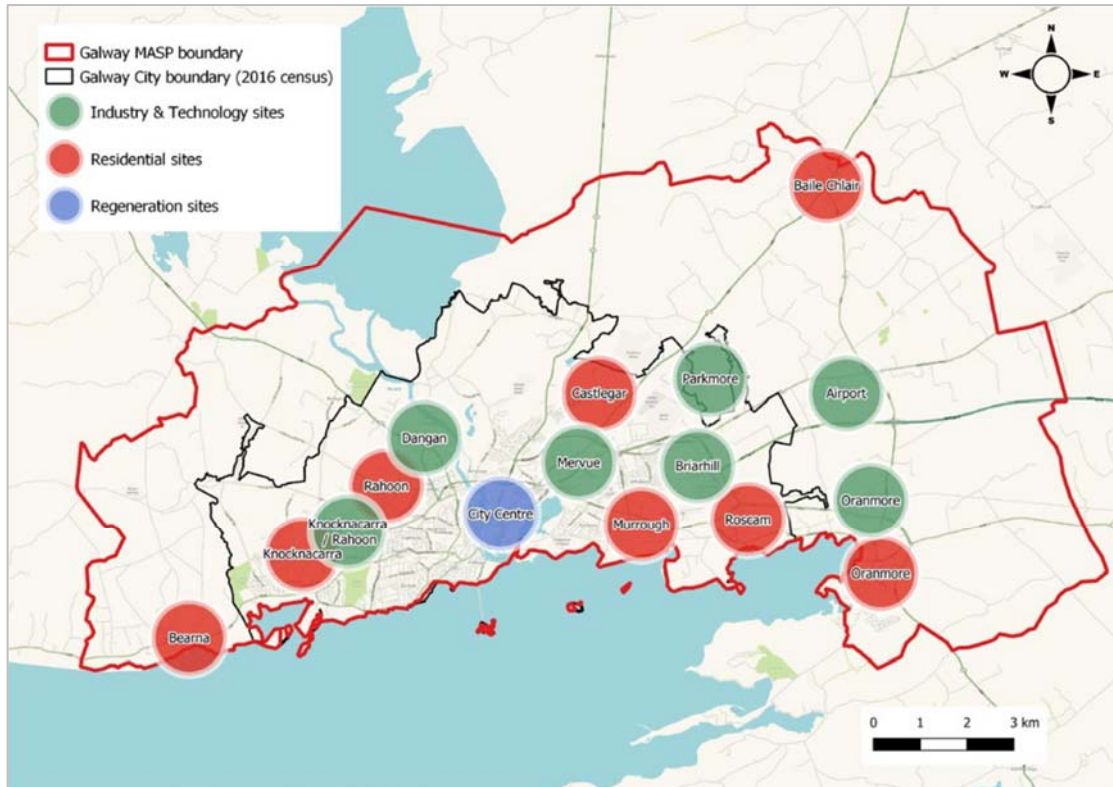 Galway MASP boundary
Galway City boundary (2016 census)
Industry & Technology sites
Residential sites
Regeneration sites
N
W
E
S
Baile Chlair
Castlegar
Parkmore
Airport
Dangan
Mervue
Briarhill
Rahoon
City Centre
Oranmore
Knocknacarra
/ Rahoon
Murrough
Roscam
Knocknacarra
Oranmore
Bearna
0 1 2 3 km